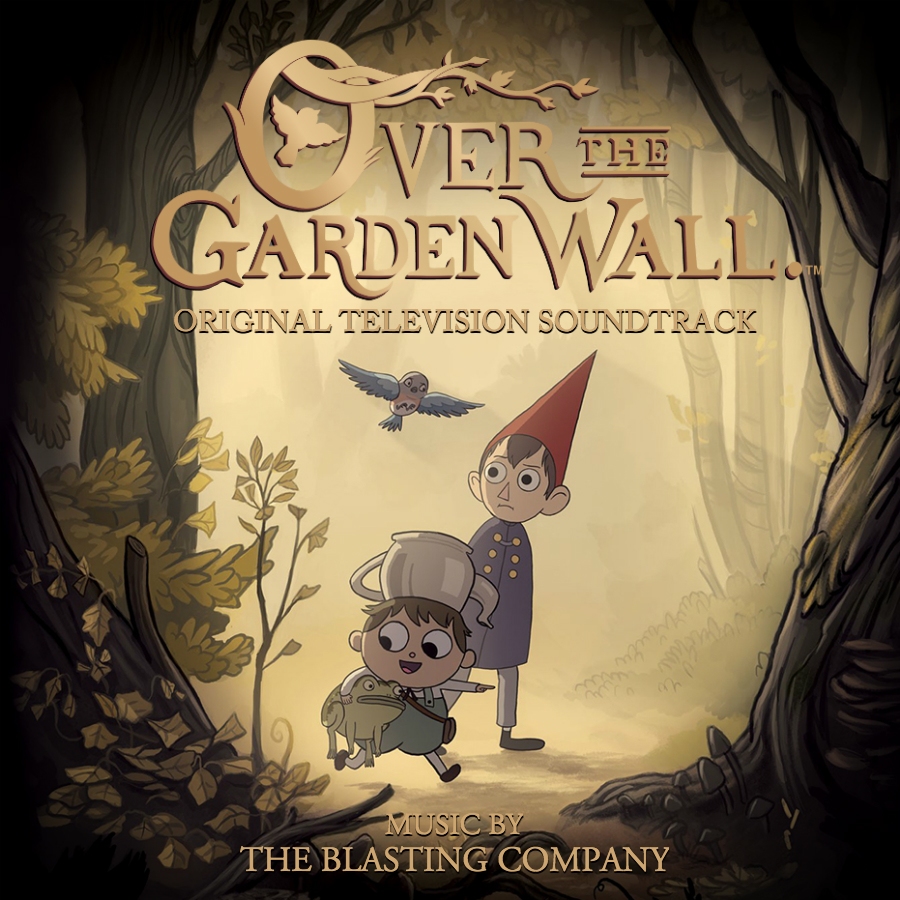 OVER THE
GARDEN WALL.™
ORIGINAL TELEVISION SOUNDTRACK
MUSIC BY
THE BLASTING COMPANY